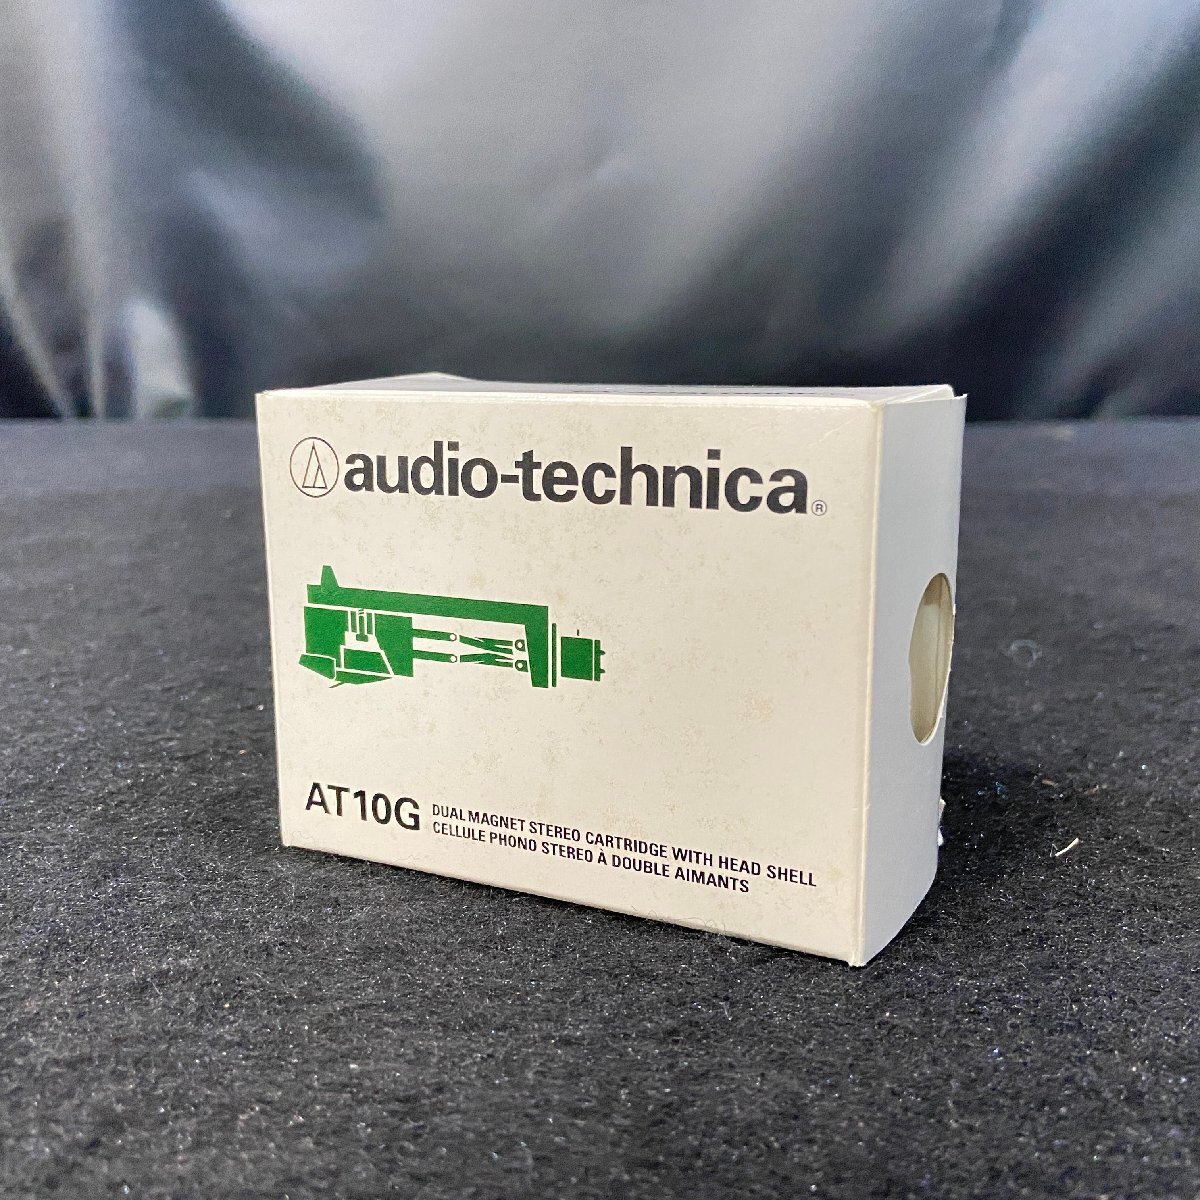 audio-technica®
AT10G
DUAL MAGNET STEREO CARTRIDGE WITH HEAD SHELL
CELLULE PHONO STEREO À DOUBLE AIMANTS